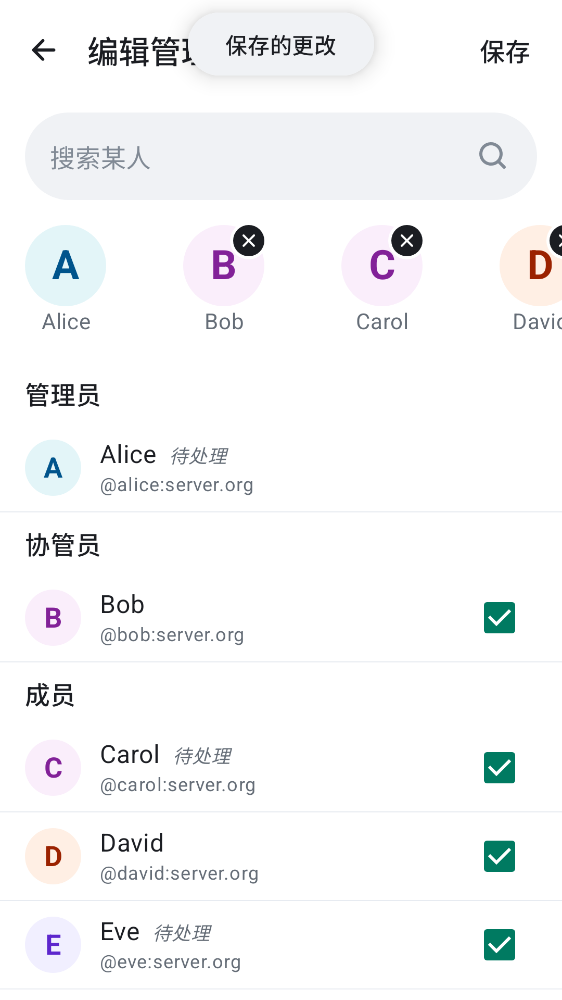 编辑管理
保存的更改
保存
搜索某人
A
B
C
D
Alice
Bob
Carol
David
管理员
A
Alice 待处理
@alice:server.org
协管员
B
Bob
@bob:server.org
成员
C
Carol 待处理
@carol:server.org
D
David
@david:server.org
E
Eve 待处理
@eve:server.org